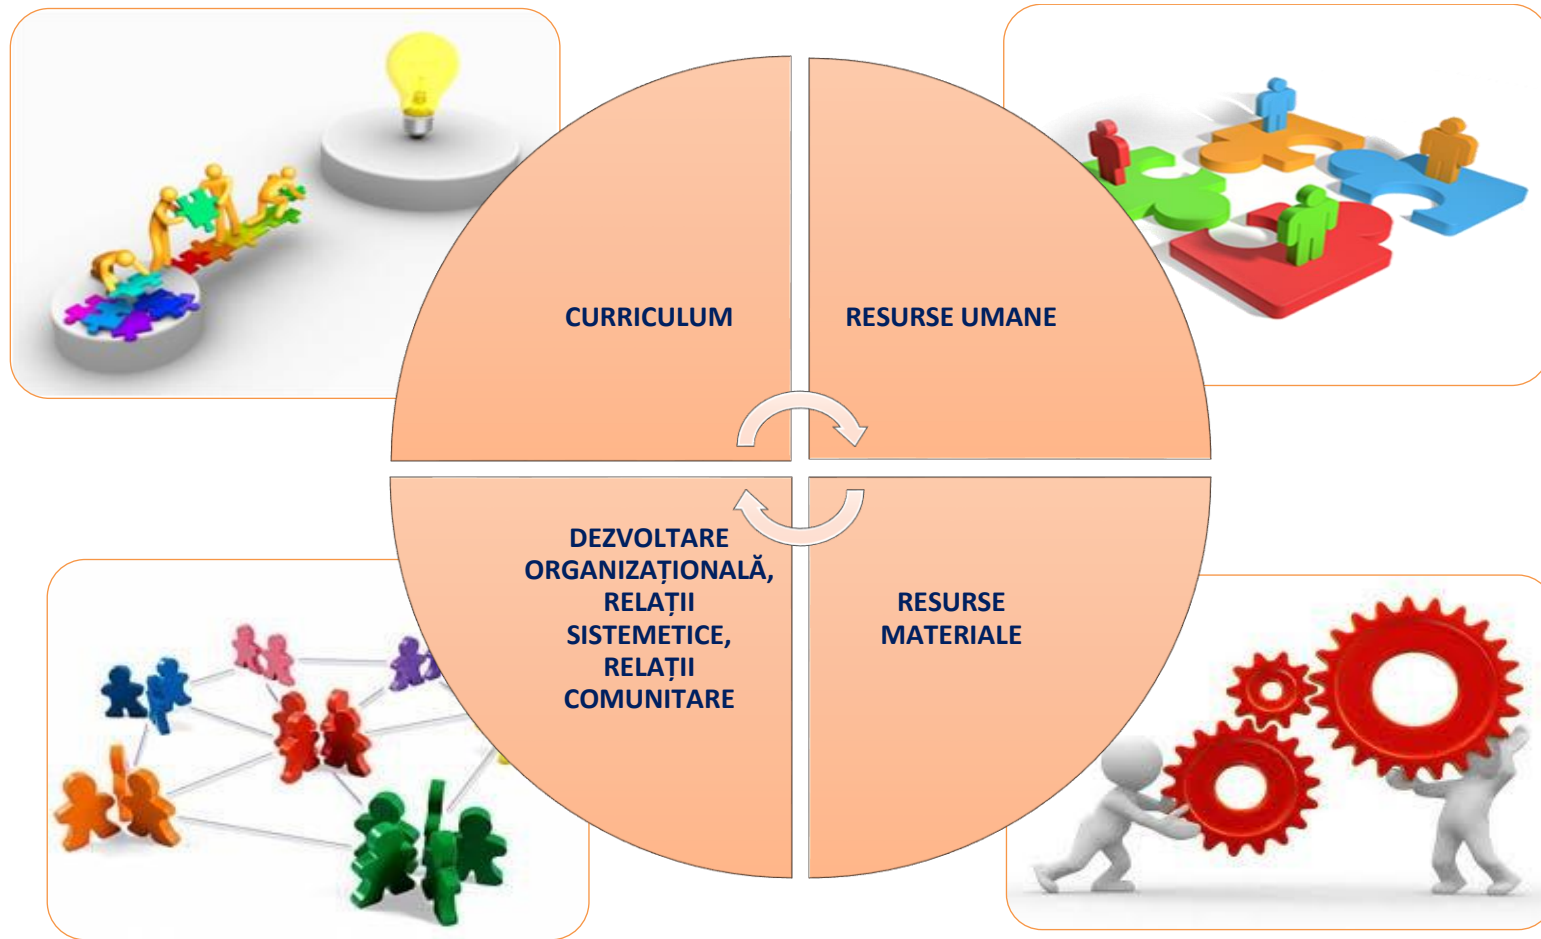 CURRICULUM
RESURSE UMANE
DEZVOLTARE
ORGANIZAȚIONALĂ,
RELAȚII
SISTEMETICE,
RELAȚII
COMUNITARE
RESURSE
MATERIALE